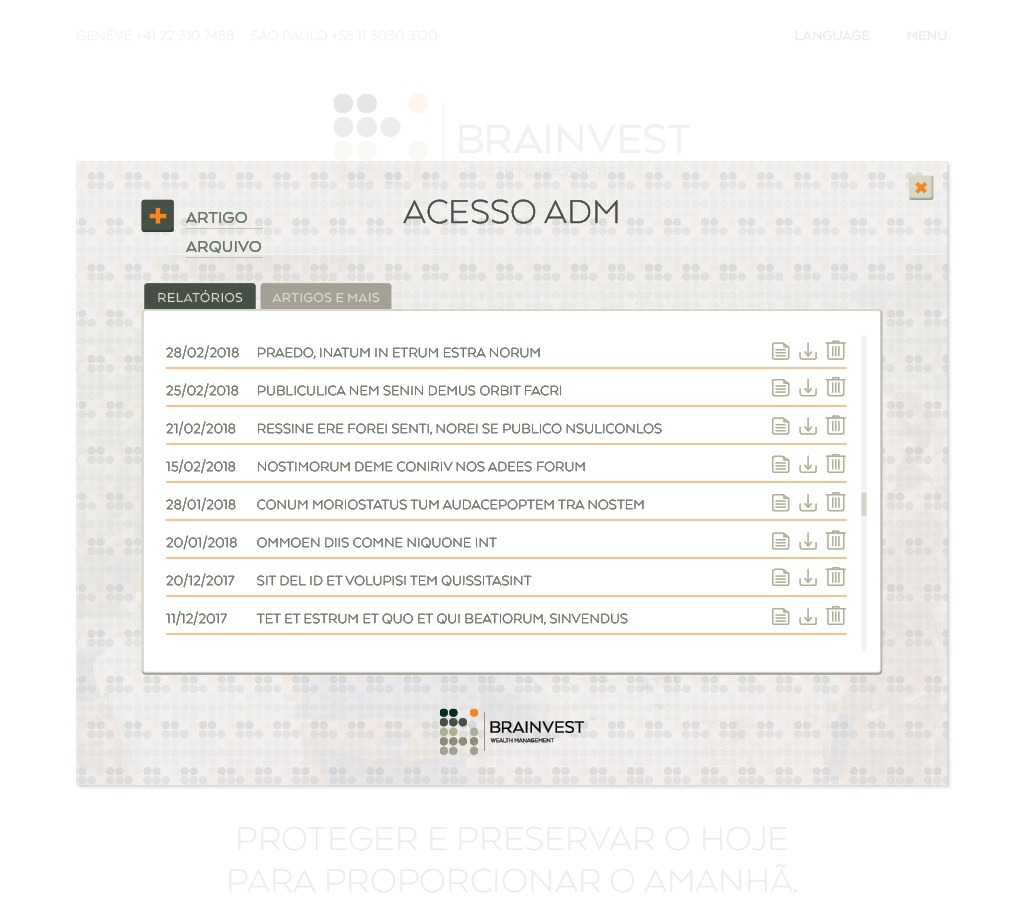 GENÈVE +41 22 310 7488 SÃO PAULO +55 11 3030 3120
LANGUAGE MENU
BRAINVEST
ACESSO ADM
ARTIGO
ARQUIVO
RELATÓRIOS ARTIGOS E MAIS
28/02/2018 PRAEDO, INATUM IN ETRUM ESTRA NORUM
25/02/2018 PUBLICULICA NEM SENIN DEMUS ORBIT FACRI
21/02/2018 RESSINE ERE FOREI SENTI, NOREI SE PUBLICO NSULICONLOS
15/02/2018 NOSTIMORUM DEME CONIRIV NOS ADEES FORUM
28/01/2018 CONUM MORIOSTATUS TUM AUDACEPOPTEM TRA NOSTEM
20/01/2018 OMMOEN DIIS COMNE NIQUONE INT
20/12/2017 SIT DEL ID ET VOLUPISI TEM QUISSITASINT
11/12/2017 TET ET ESTRUM ET QUO ET QUI BEATIORUM, SINVENDUS
BRAINVEST
WEALTH MANAGEMENT
PROTEGER E PRESERVAR O HOJE
PARA PROPORCIONAR O AMANHÃ.